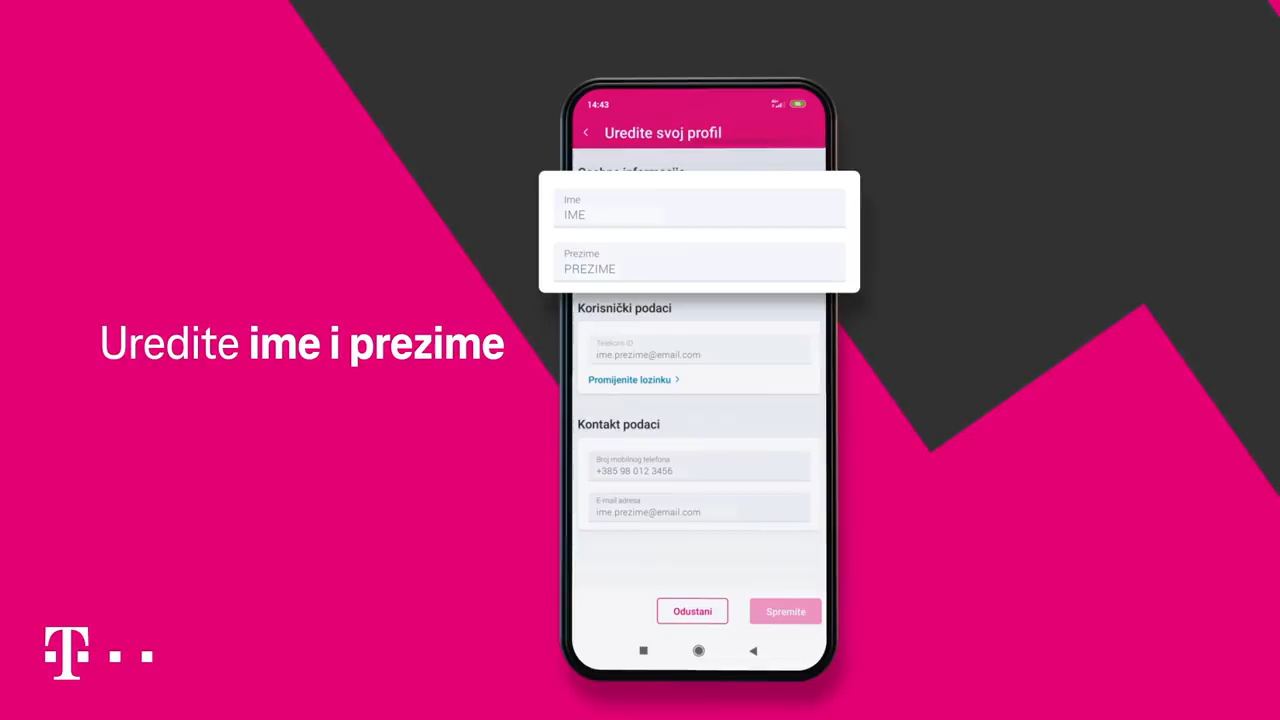 Uredite ime i prezime
14:43
Uredite svoj profil
Ime
IME
Prezime
PREZIME
Korisnički podaci
Telekom ID
ime.prezime@email.com
Promijenite lozinku
Kontakt podaci
Broj mobilnog telefona
+385 98 012 3456
E-mail adresa
ime.prezime@email.com
Odustani
Spremite
T